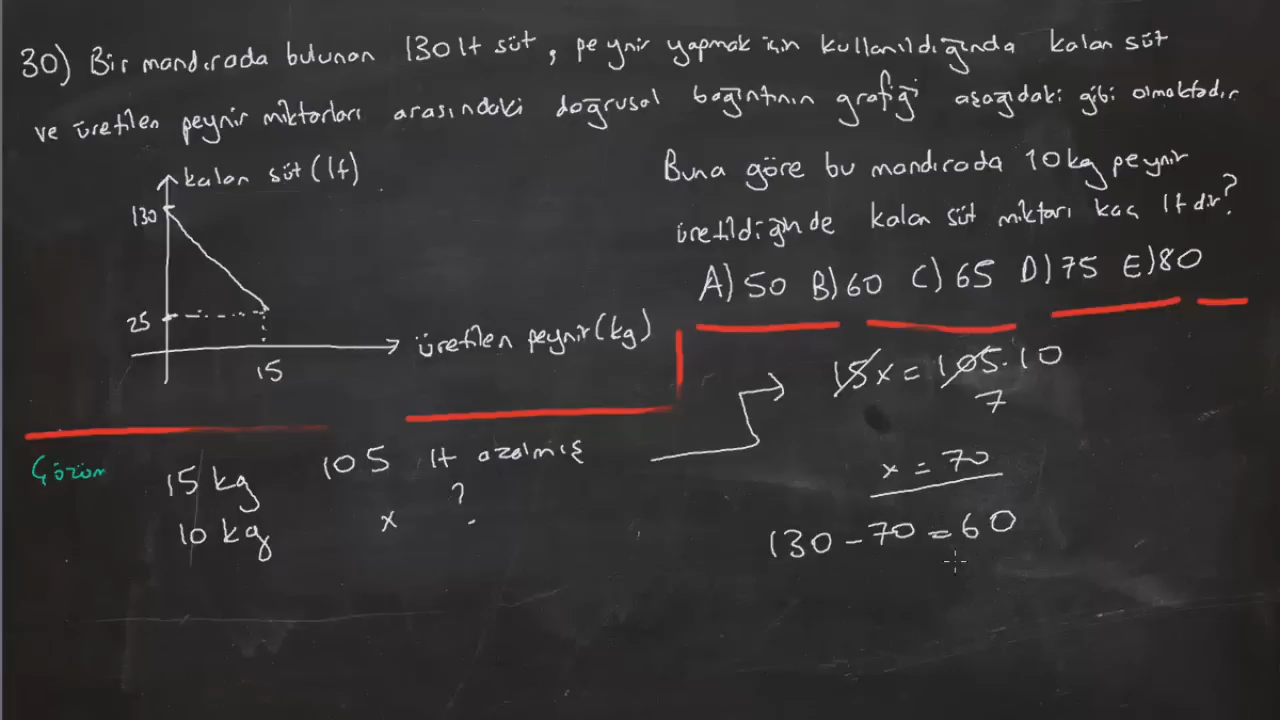 30) Bir mandırada bulunan 130 lt süt, peynir yapmak için kullanıldığında kalan süt
ve üretilen peynir miktarları arasındaki doğrusal bağıntının grafiği aşağıdaki gibi olmaktadır.
kalan süt (lt)
130
25
15
üretilen peynir (kg)
Buna göre bu mandırada 10 kg peynir
üretildiğinde kalan süt miktarı kaç lt dir?
A) 50 B) 60 C) 65 D) 75 E) 80
Çözüm
15 kg 105 lt azalmış
10 kg x ?
15x = 105.10
7
x = 70
130 - 70 = 60